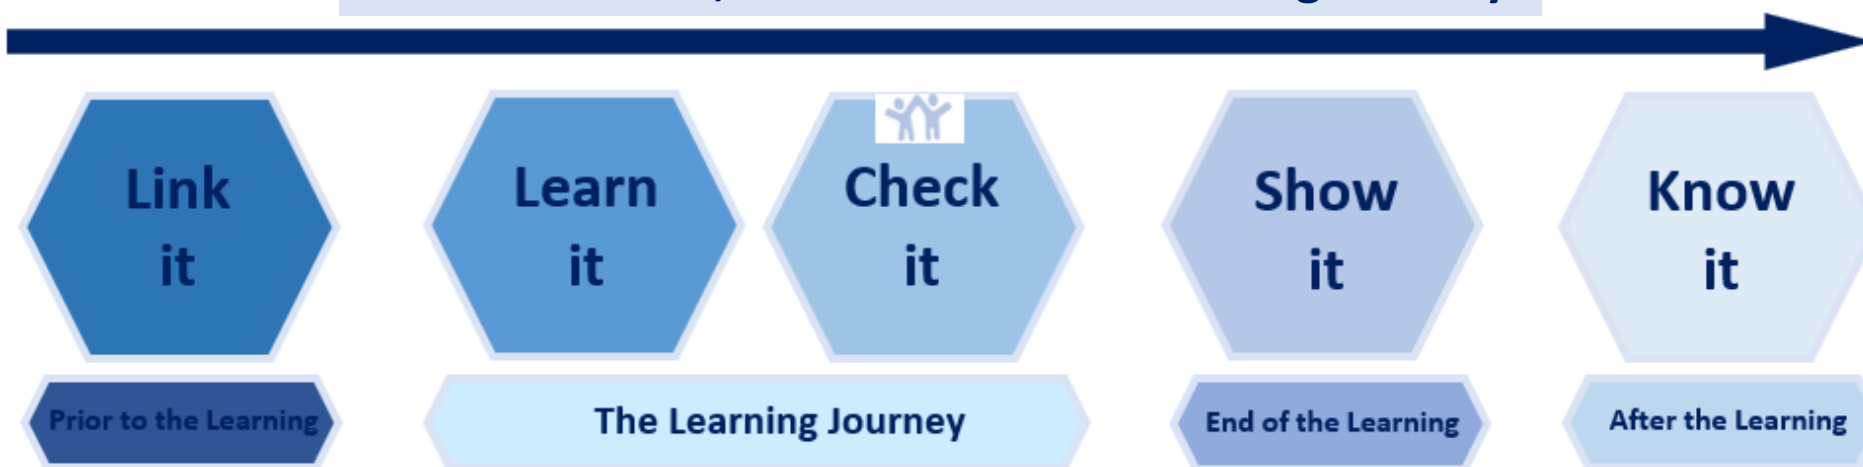 Link
it
Learn
it
Check
it
Show
it
Know
it
Prior to the Learning
The Learning Journey
End of the Learning
After the Learning